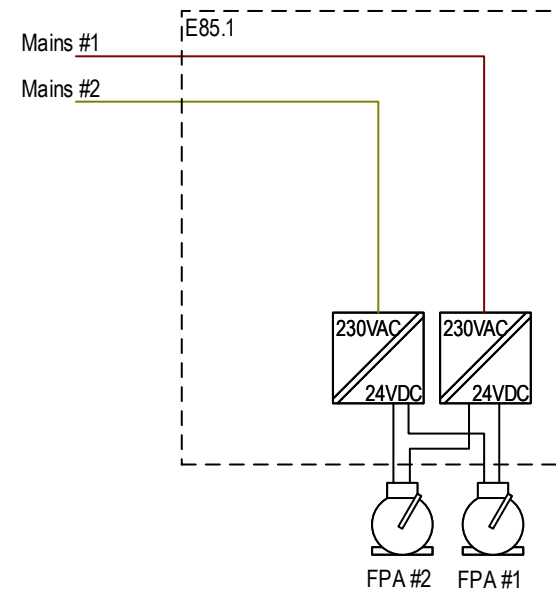 E85.1
Mains #1
Mains #2
230VAC
24VDC
230VAC
24VDC
FPA #2
FPA #1